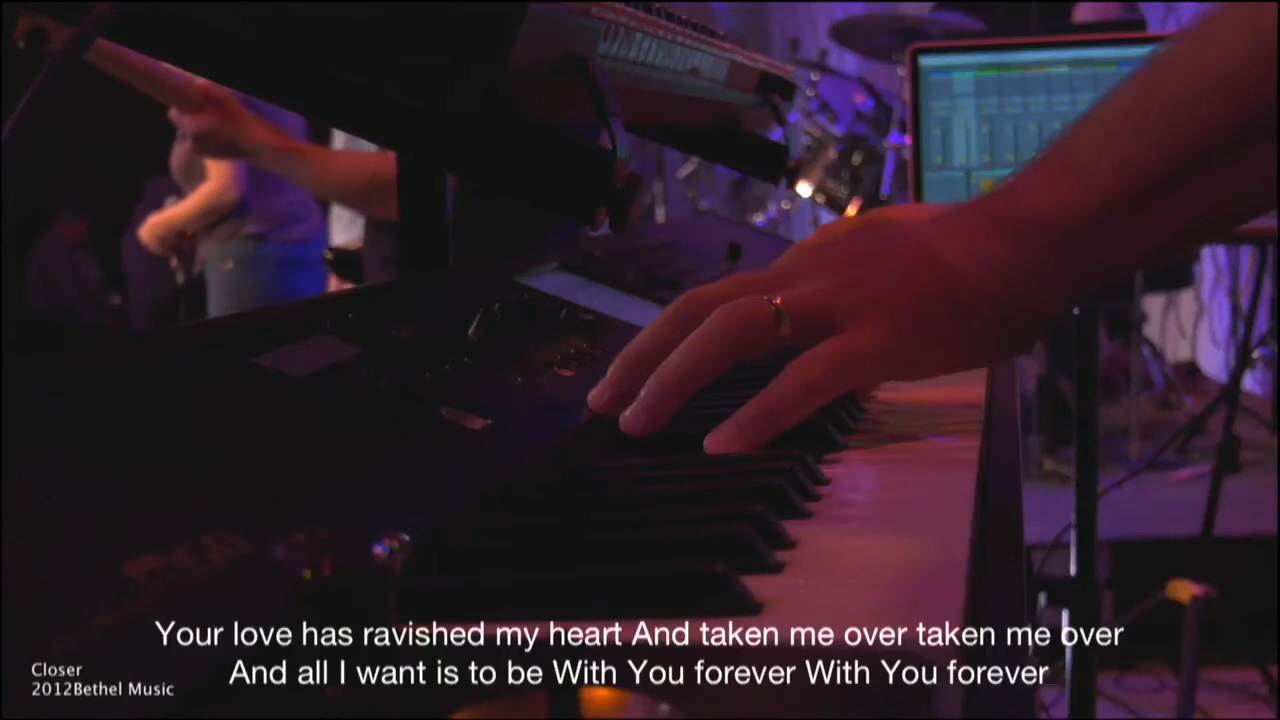 Your love has ravished my heart And taken me over taken me over
And all I want is to be With You forever With You forever
Closer
2012Bethel Music